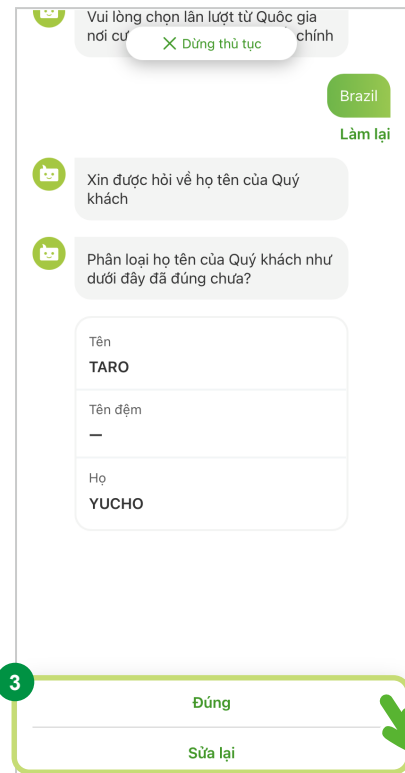 Vui lòng chọn lần lượt từ Quốc gia
nơi chính
Dừng thủ tục
Brazil
Làm lại
Xin được hỏi về họ tên của Quý
khách
Phân loại họ tên của Quý khách như
dưới đây đã đúng chưa?
Tên
TARO
Tên đệm
—
Họ
YUCHO
3
Đúng
Sửa lại